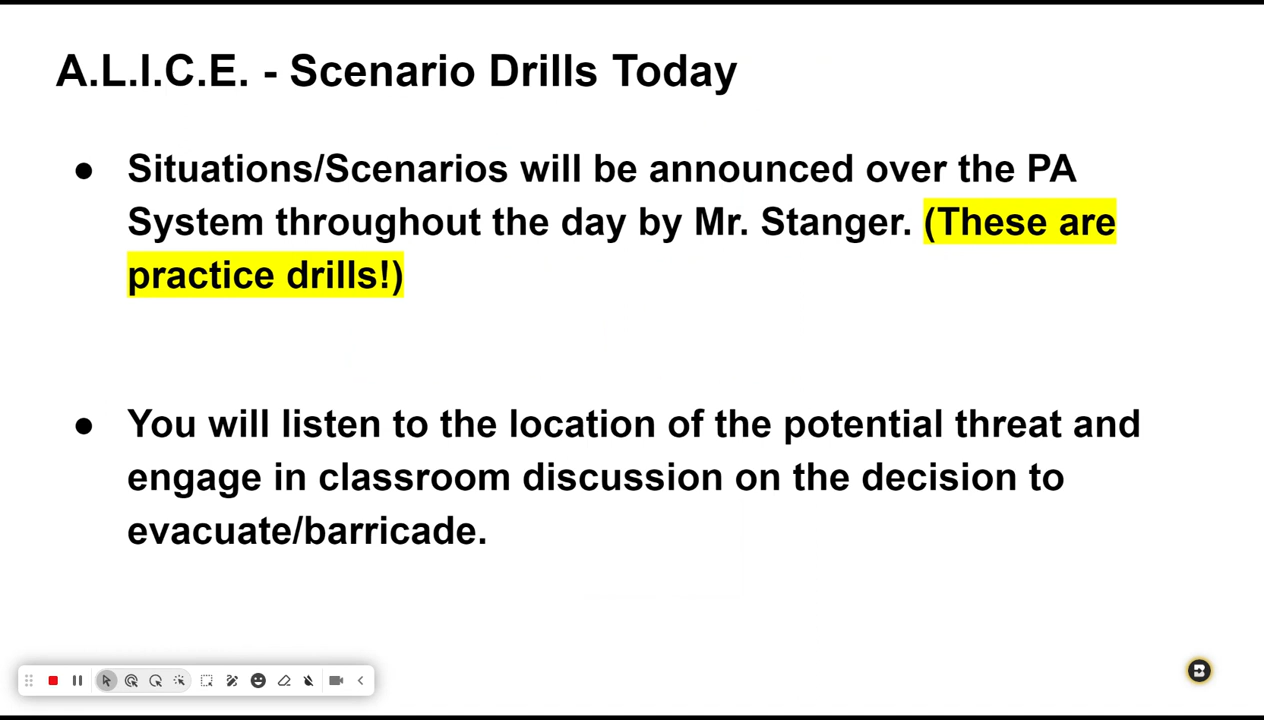 A.L.I.C.E. - Scenario Drills Today
● Situations/Scenarios will be announced over the PA
System throughout the day by Mr. Stanger. (These are
practice drills!)
● You will listen to the location of the potential threat and
engage in classroom discussion on the decision to
evacuate/barricade.